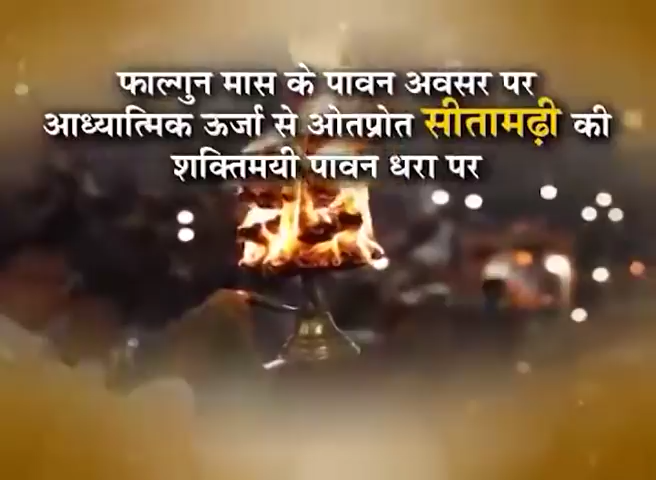 फाल्गुन मास के पावन अवसर पर
आध्यात्मिक ऊर्जा से ओतप्रोत सीतामढ़ी की
शक्तिमयी पावन धरा पर